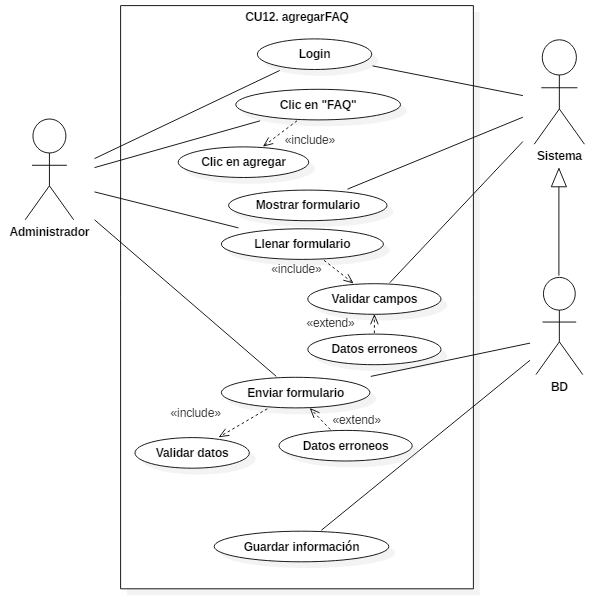 CU12. agregarFAQ
Login
Clic en "FAQ"
«include»
Clic en agregar
Sistema
Mostrar formulario
Administrador
Llenar formulario
«include»
Validar campos
«extend»
Datos erroneos
BD
Enviar formulario
«include»
«extend»
Validar datos
Datos erroneos
Guardar información